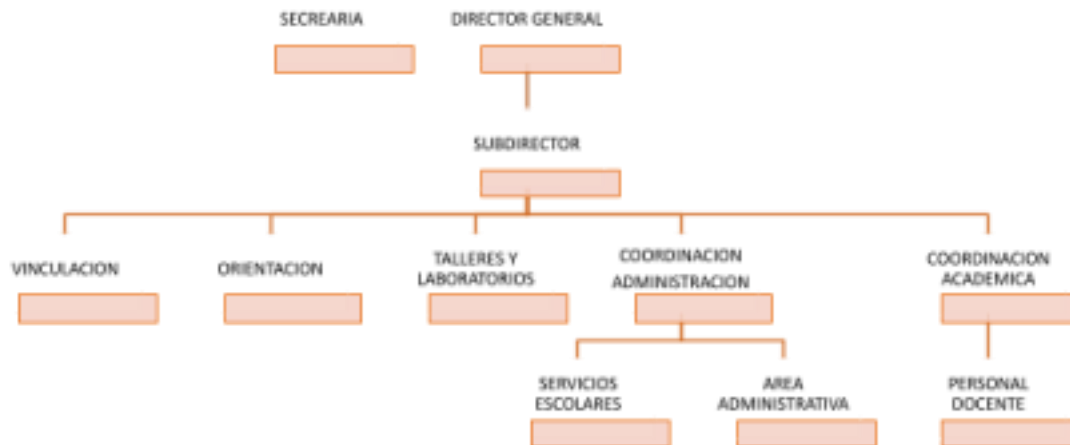 SECREARIA
DIRECTOR GENERAL
SUBDIRECTOR
VINCULACION
ORIENTACION
TALLERES Y
LABORATORIOS
COORDINACION
ADMINISTRACION
COORDINACION
ACADEMICA
SERVICIOS
ESCOLARES
AREA
ADMINISTRATIVA
PERSONAL
DOCENTE